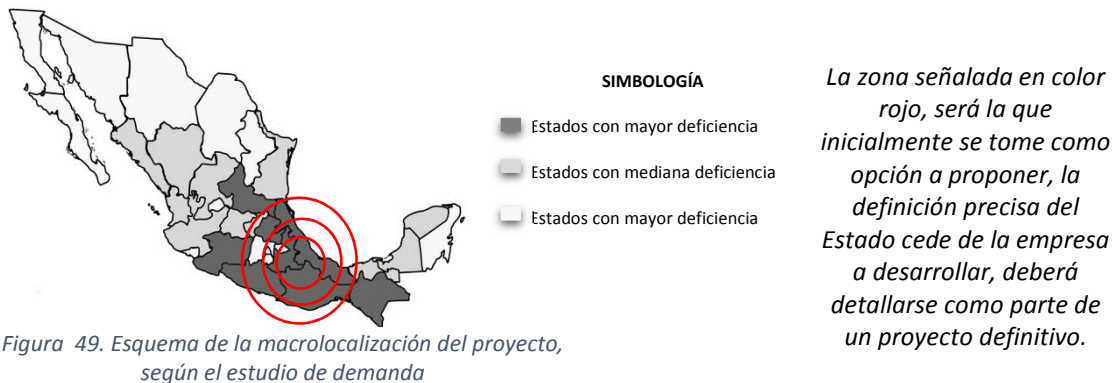 SIMBOLOGÍA
Estados con mayor deficiencia
Estados con mediana deficiencia
Estados con mayor deficiencia
La zona señalada en color
rojo, será la que
inicialmente se tome como
opción a proponer, la
definición precisa del
Estado cede de la empresa
a desarrollar, deberá
detallarse como parte de
un proyecto definitivo.
Figura 49. Esquema de la macrolocalización del proyecto,
según el estudio de demanda